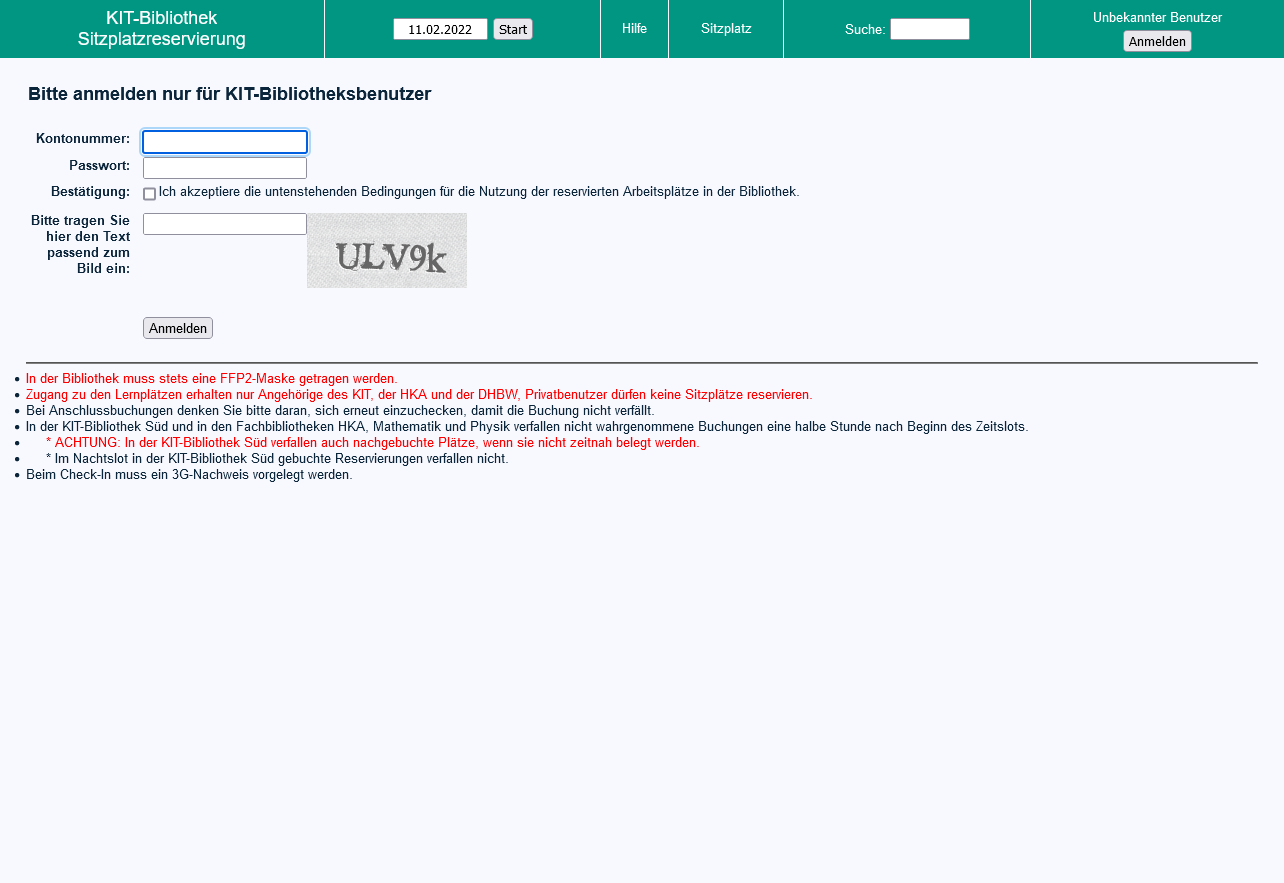 KIT-Bibliothek
Sitzplatzreservierung
11.02.2022 Start
Hilfe
Sitzplatz
Suche:
Unbekannter Benutzer
Anmelden
Bitte anmelden nur für KIT-Bibliotheksbenutzer
Kontonummer:
Passwort:
Bestätigung: Ich akzeptiere die untenstehenden Bedingungen für die Nutzung der reservierten Arbeitsplätze in der Bibliothek.
Bitte tragen Sie
hier den Text
passend zum
Bild ein:
ULV9k
Anmelden
• In der Bibliothek muss stets eine FFP2-Maske getragen werden.
• Zugang zu den Lernplätzen erhalten nur Angehörige des KIT, der HKA und der DHBW, Privatbenutzer dürfen keine Sitzplätze reservieren.
• Bei Anschlussbuchungen denken Sie bitte daran, sich erneut einzuchecken, damit die Buchung nicht verfällt.
• In der KIT-Bibliothek Süd und in den Fachbibliotheken HKA, Mathematik und Physik verfallen nicht wahrgenommene Buchungen eine halbe Stunde nach Beginn des Zeitslots.
• * ACHTUNG: In der KIT-Bibliothek Süd verfallen auch nachgebuchte Plätze, wenn sie nicht zeitnah belegt werden.
• * Im Nachtslot in der KIT-Bibliothek Süd gebuchte Reservierungen verfallen nicht.
• Beim Check-In muss ein 3G-Nachweis vorgelegt werden.